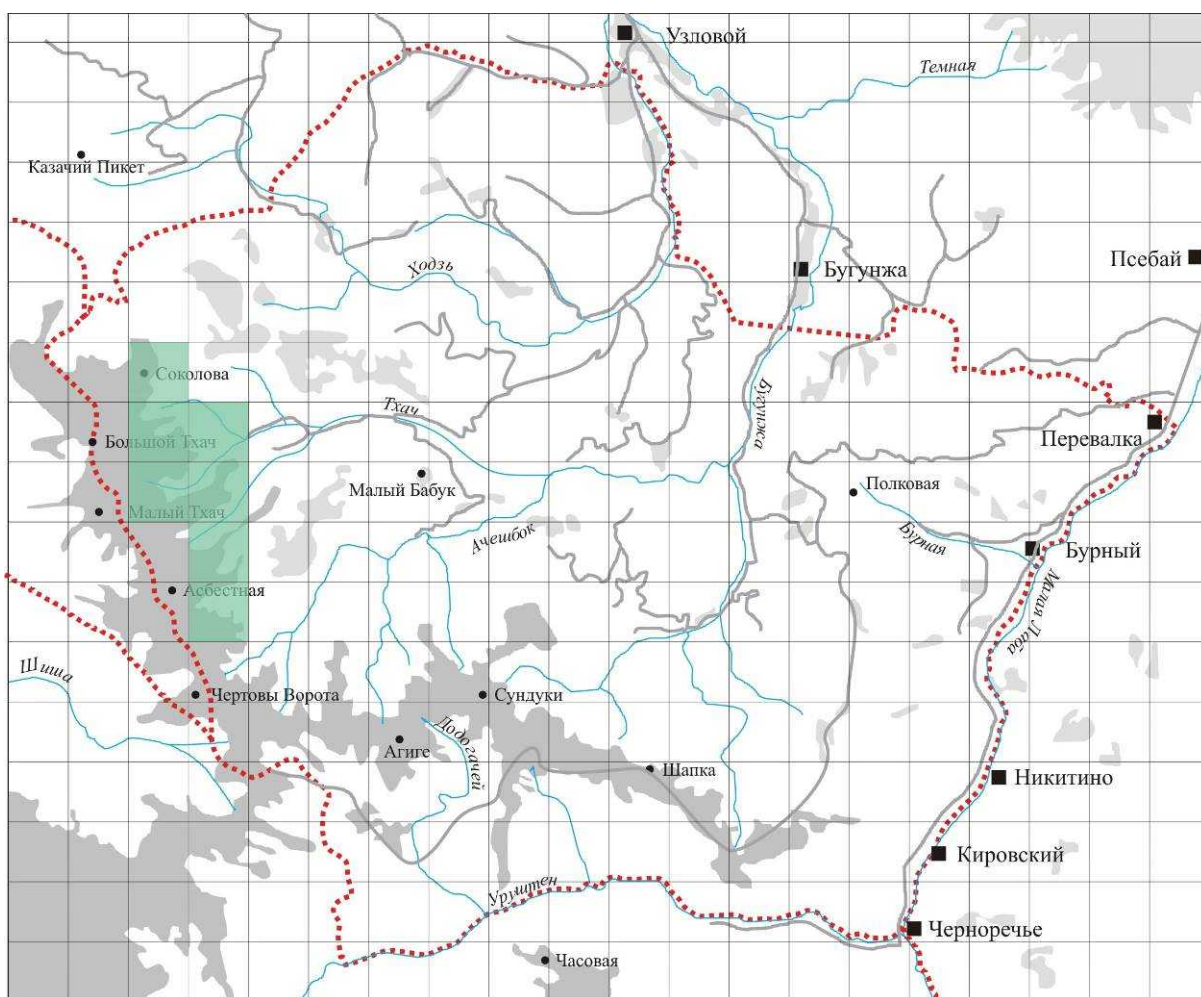 Узловой
Темная
Казачий Пикет
Псебай
Ходзь
Бугунжа
Соколова
Тхач
Бугунжа
Большой Тхач
Перевалка
Малый Бабук
Полковая
Малый Тхач
Ачешбок
Бурная
Бурный
Асбестная
Малая Лаба
Шиша
Чертовы Ворота
Сундуки
Додогачей
Агиге
Шапка
Никитино
Кировский
Уруштен
Черноречье
Часовая